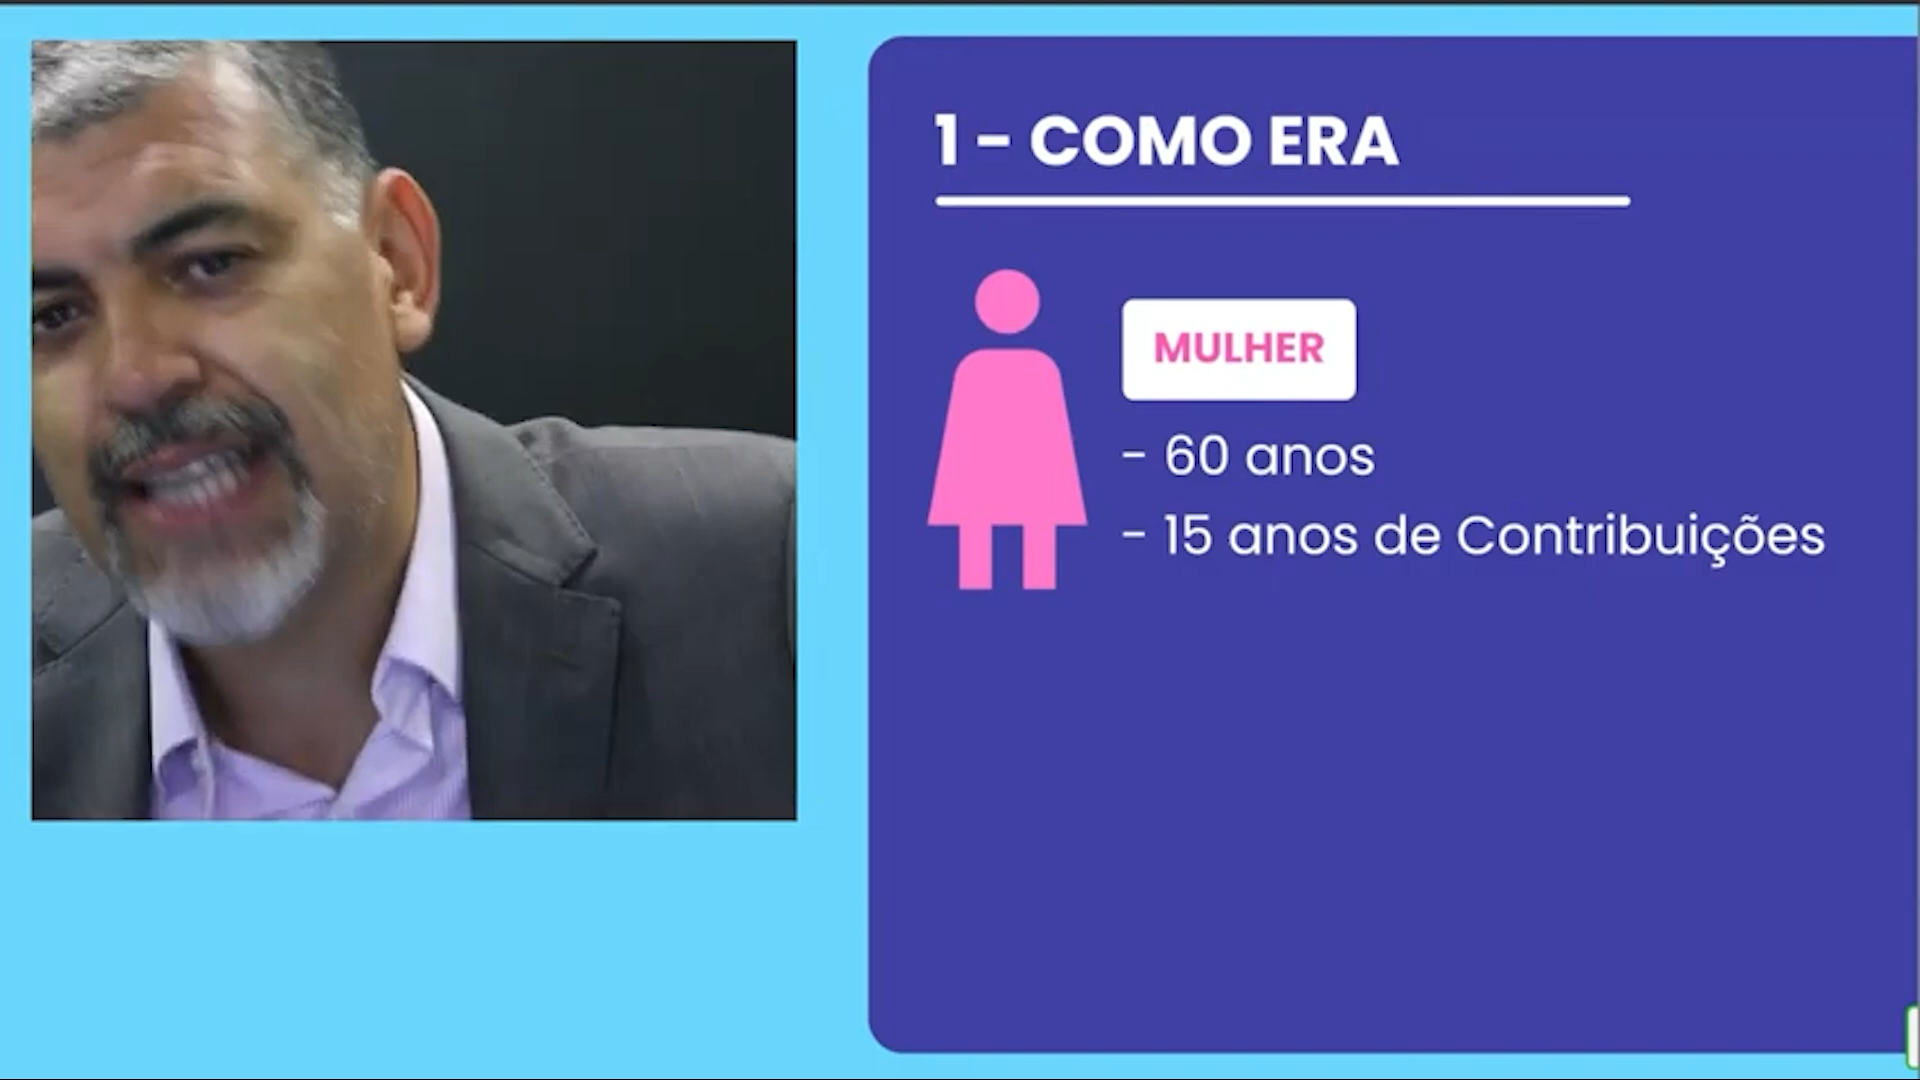 1 - COMO ERA
MULHER
- 60 anos
- 15 anos de Contribuições